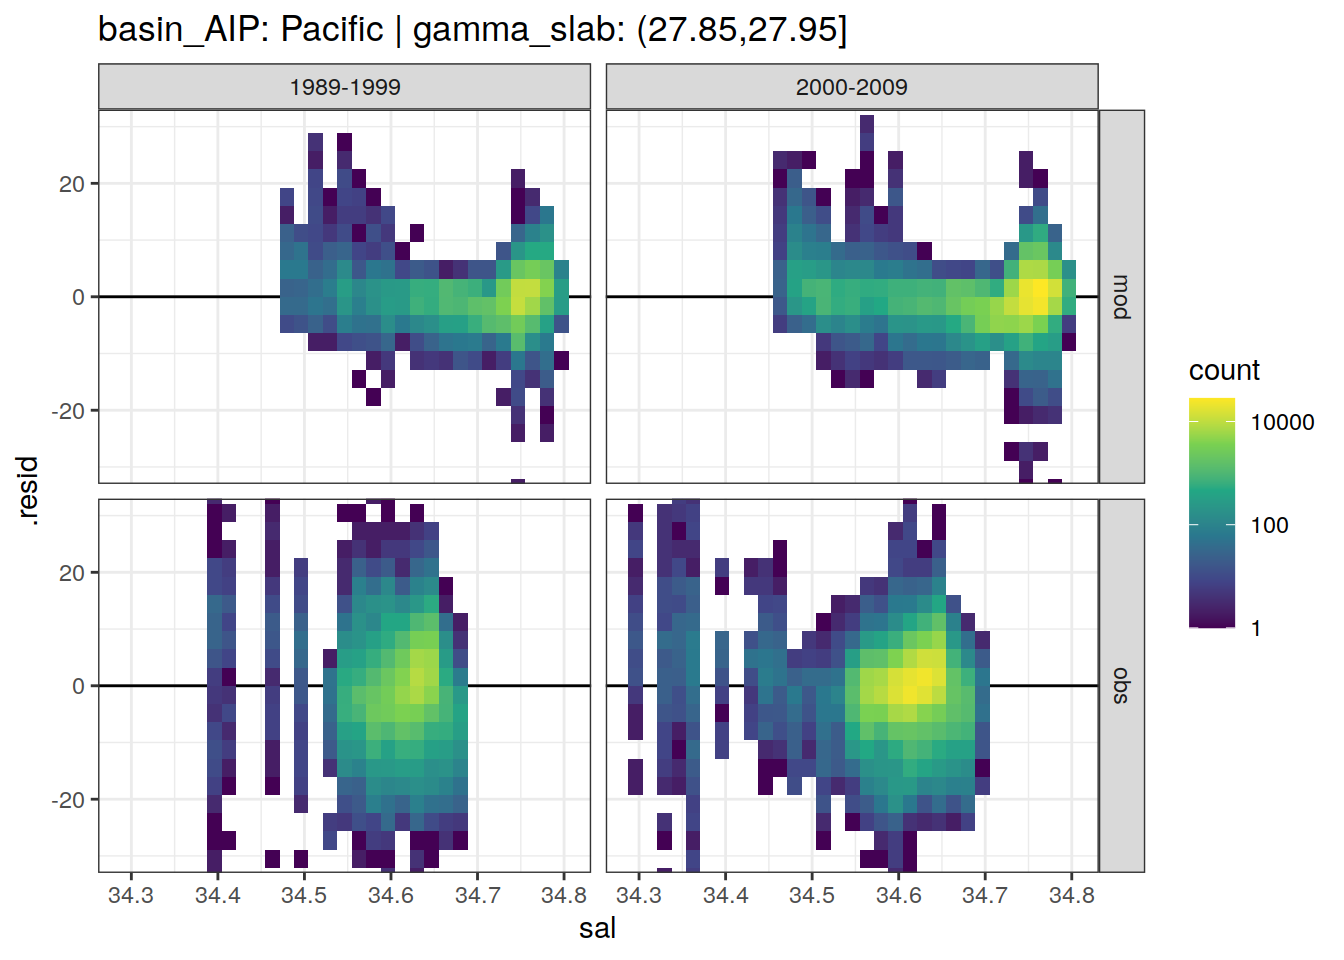 basin_AIP: Pacific | gamma_slab: (27.85,27.95]
1989-1999
2000-2009
20
0
-20
mod
20
0
-20
obs
.resid
34.3 34.4 34.5 34.6 34.7 34.8
34.3 34.4 34.5 34.6 34.7 34.8
sal
count
10000
100
1